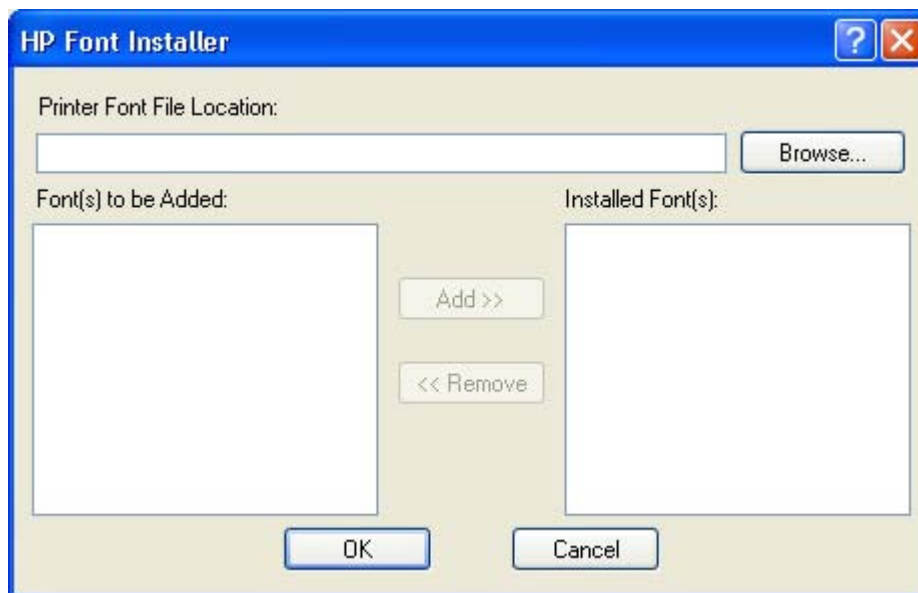 HP Font Installer
Printer Font File Location:
Browse...
Font(s) to be Added:
Installed Font(s):
Add >>
<< Remove
OK
Cancel